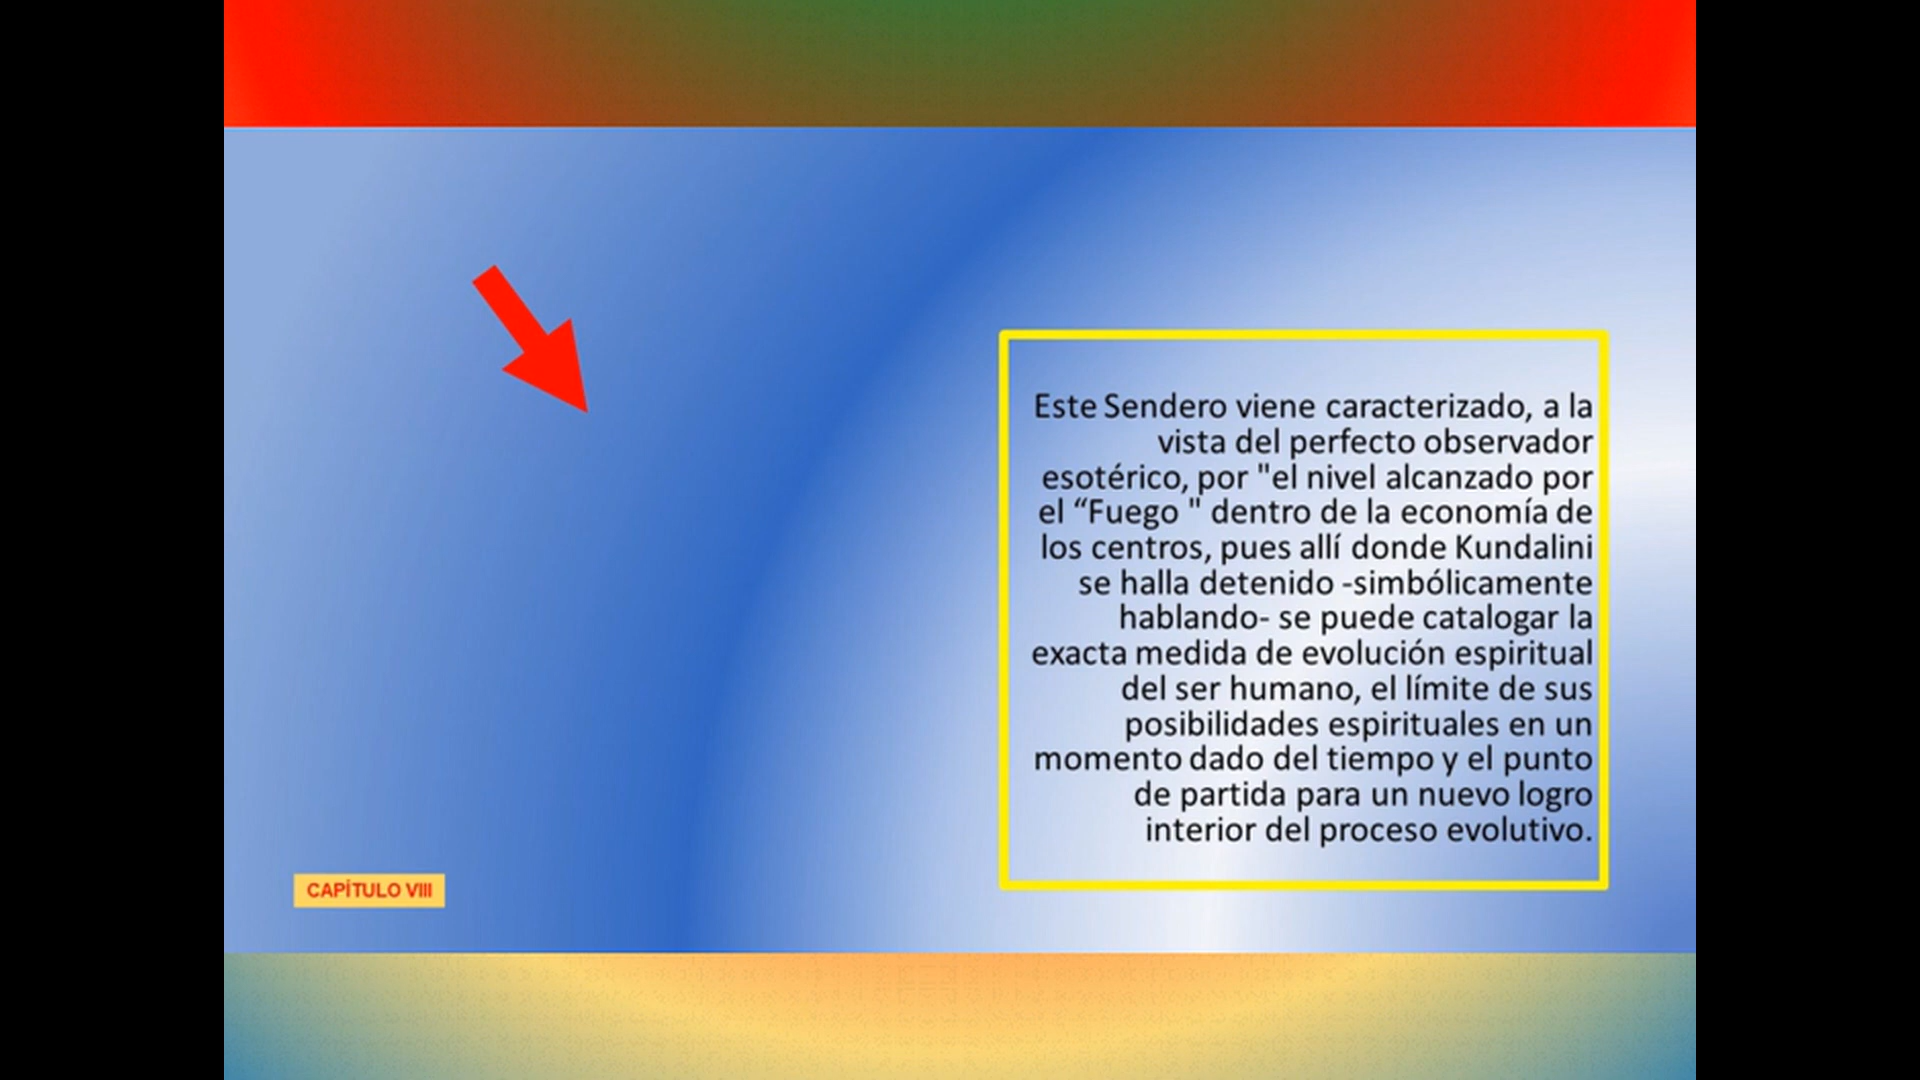 Este Sendero viene caracterizado, a la
vista del perfecto observador
esotérico, por "el nivel alcanzado por
el “Fuego " dentro de la economía de
los centros, pues allí donde Kundalini
se halla detenido -simbólicamente
hablando- se puede catalogar la
exacta medida de evolución espiritual
del ser humano, el límite de sus
posibilidades espirituales en un
momento dado del tiempo y el punto
de partida para un nuevo logro
interior del proceso evolutivo.
CAPÍTULO VIII